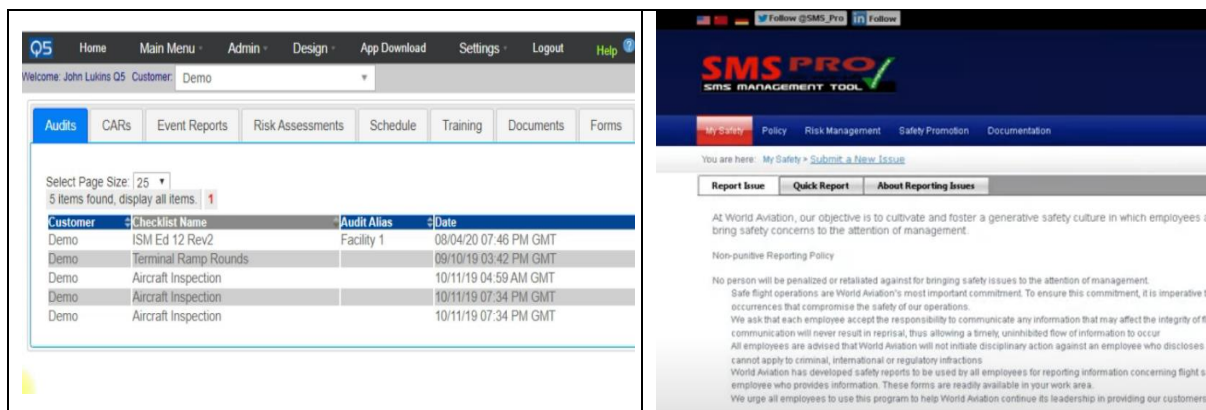 Q5 Home Main Menu Admin Design App Download Settings Logout Help ?
Welcome: John Lukins Q5 Customer: Demo
Audits CARs Event Reports Risk Assessments Schedule Training Documents Forms
Select Page Size: 25
5 items found, display all items. 1
Customer Checklist Name Audit Alias Date
Demo ISM Ed 12 Rev2 Facility 1 08/04/20 07:46 PM GMT
Demo Terminal Ramp Rounds 09/10/19 03:42 PM GMT
Demo Aircraft Inspection 10/11/19 04:59 AM GMT
Demo Aircraft Inspection 10/11/19 07:34 PM GMT
Demo Aircraft Inspection 10/11/19 07:34 PM GMT
Follow @SMS_Pro in Follow
SMS PRO
SMS MANAGEMENT TOOL
My Safety Policy Risk Management Safety Promotion Documentation
You are here: My Safety > Submit a New Issue
Report Issue Quick Report About Reporting Issues
At World Aviation, our objective is to cultivate and foster a generative safety culture in which employees
bring safety concerns to the attention of management.
Non-punitive Reporting Policy
No person will be penalized or retaliated against for bringing safety issues to the attention of management.
Safe flight operations are World Aviation's most important commitment. To ensure this commitment, it is imperative
occurrences that compromise the safety of our operations.
We ask that each employee accept the responsibility to communicate any information that may affect the integrity of
communication will never result in reprisal, thus allowing a timely, uninhibited flow of information to occur
All employees are advised that World Aviation will not initiate disciplinary action against an employee who discloses
cannot apply to criminal, international or regulatory infractions
World Aviation has developed safety reports to be used by all employees for reporting information concerning flight
employee who provides information. These forms are readily available in your work area.
We urge all employees to use this program to help World Aviation continue its leadership in providing our customers